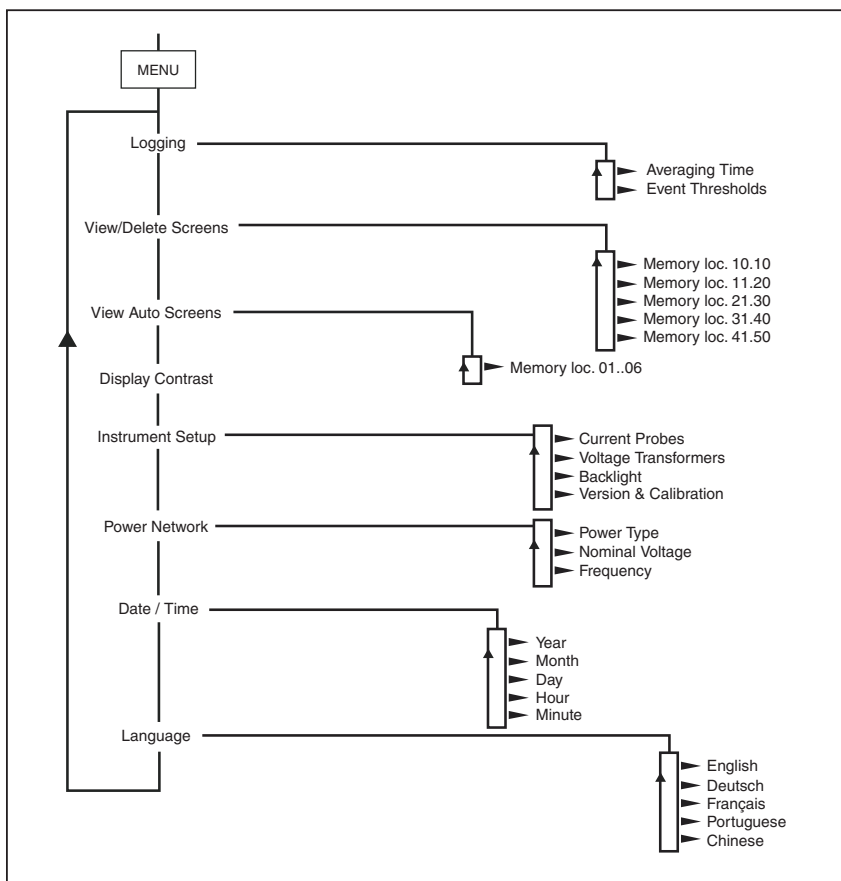 MENU
Logging
Averaging Time
Event Thresholds
View/Delete Screens
Memory loc. 10.10
Memory loc. 11.20
Memory loc. 21.30
Memory loc. 31.40
Memory loc. 41.50
View Auto Screens
Memory loc. 01..06
Display Contrast
Instrument Setup
Current Probes
Voltage Transformers
Backlight
Version & Calibration
Power Network
Power Type
Nominal Voltage
Frequency
Date / Time
Year
Month
Day
Hour
Minute
Language
English
Deutsch
Français
Portuguese
Chinese